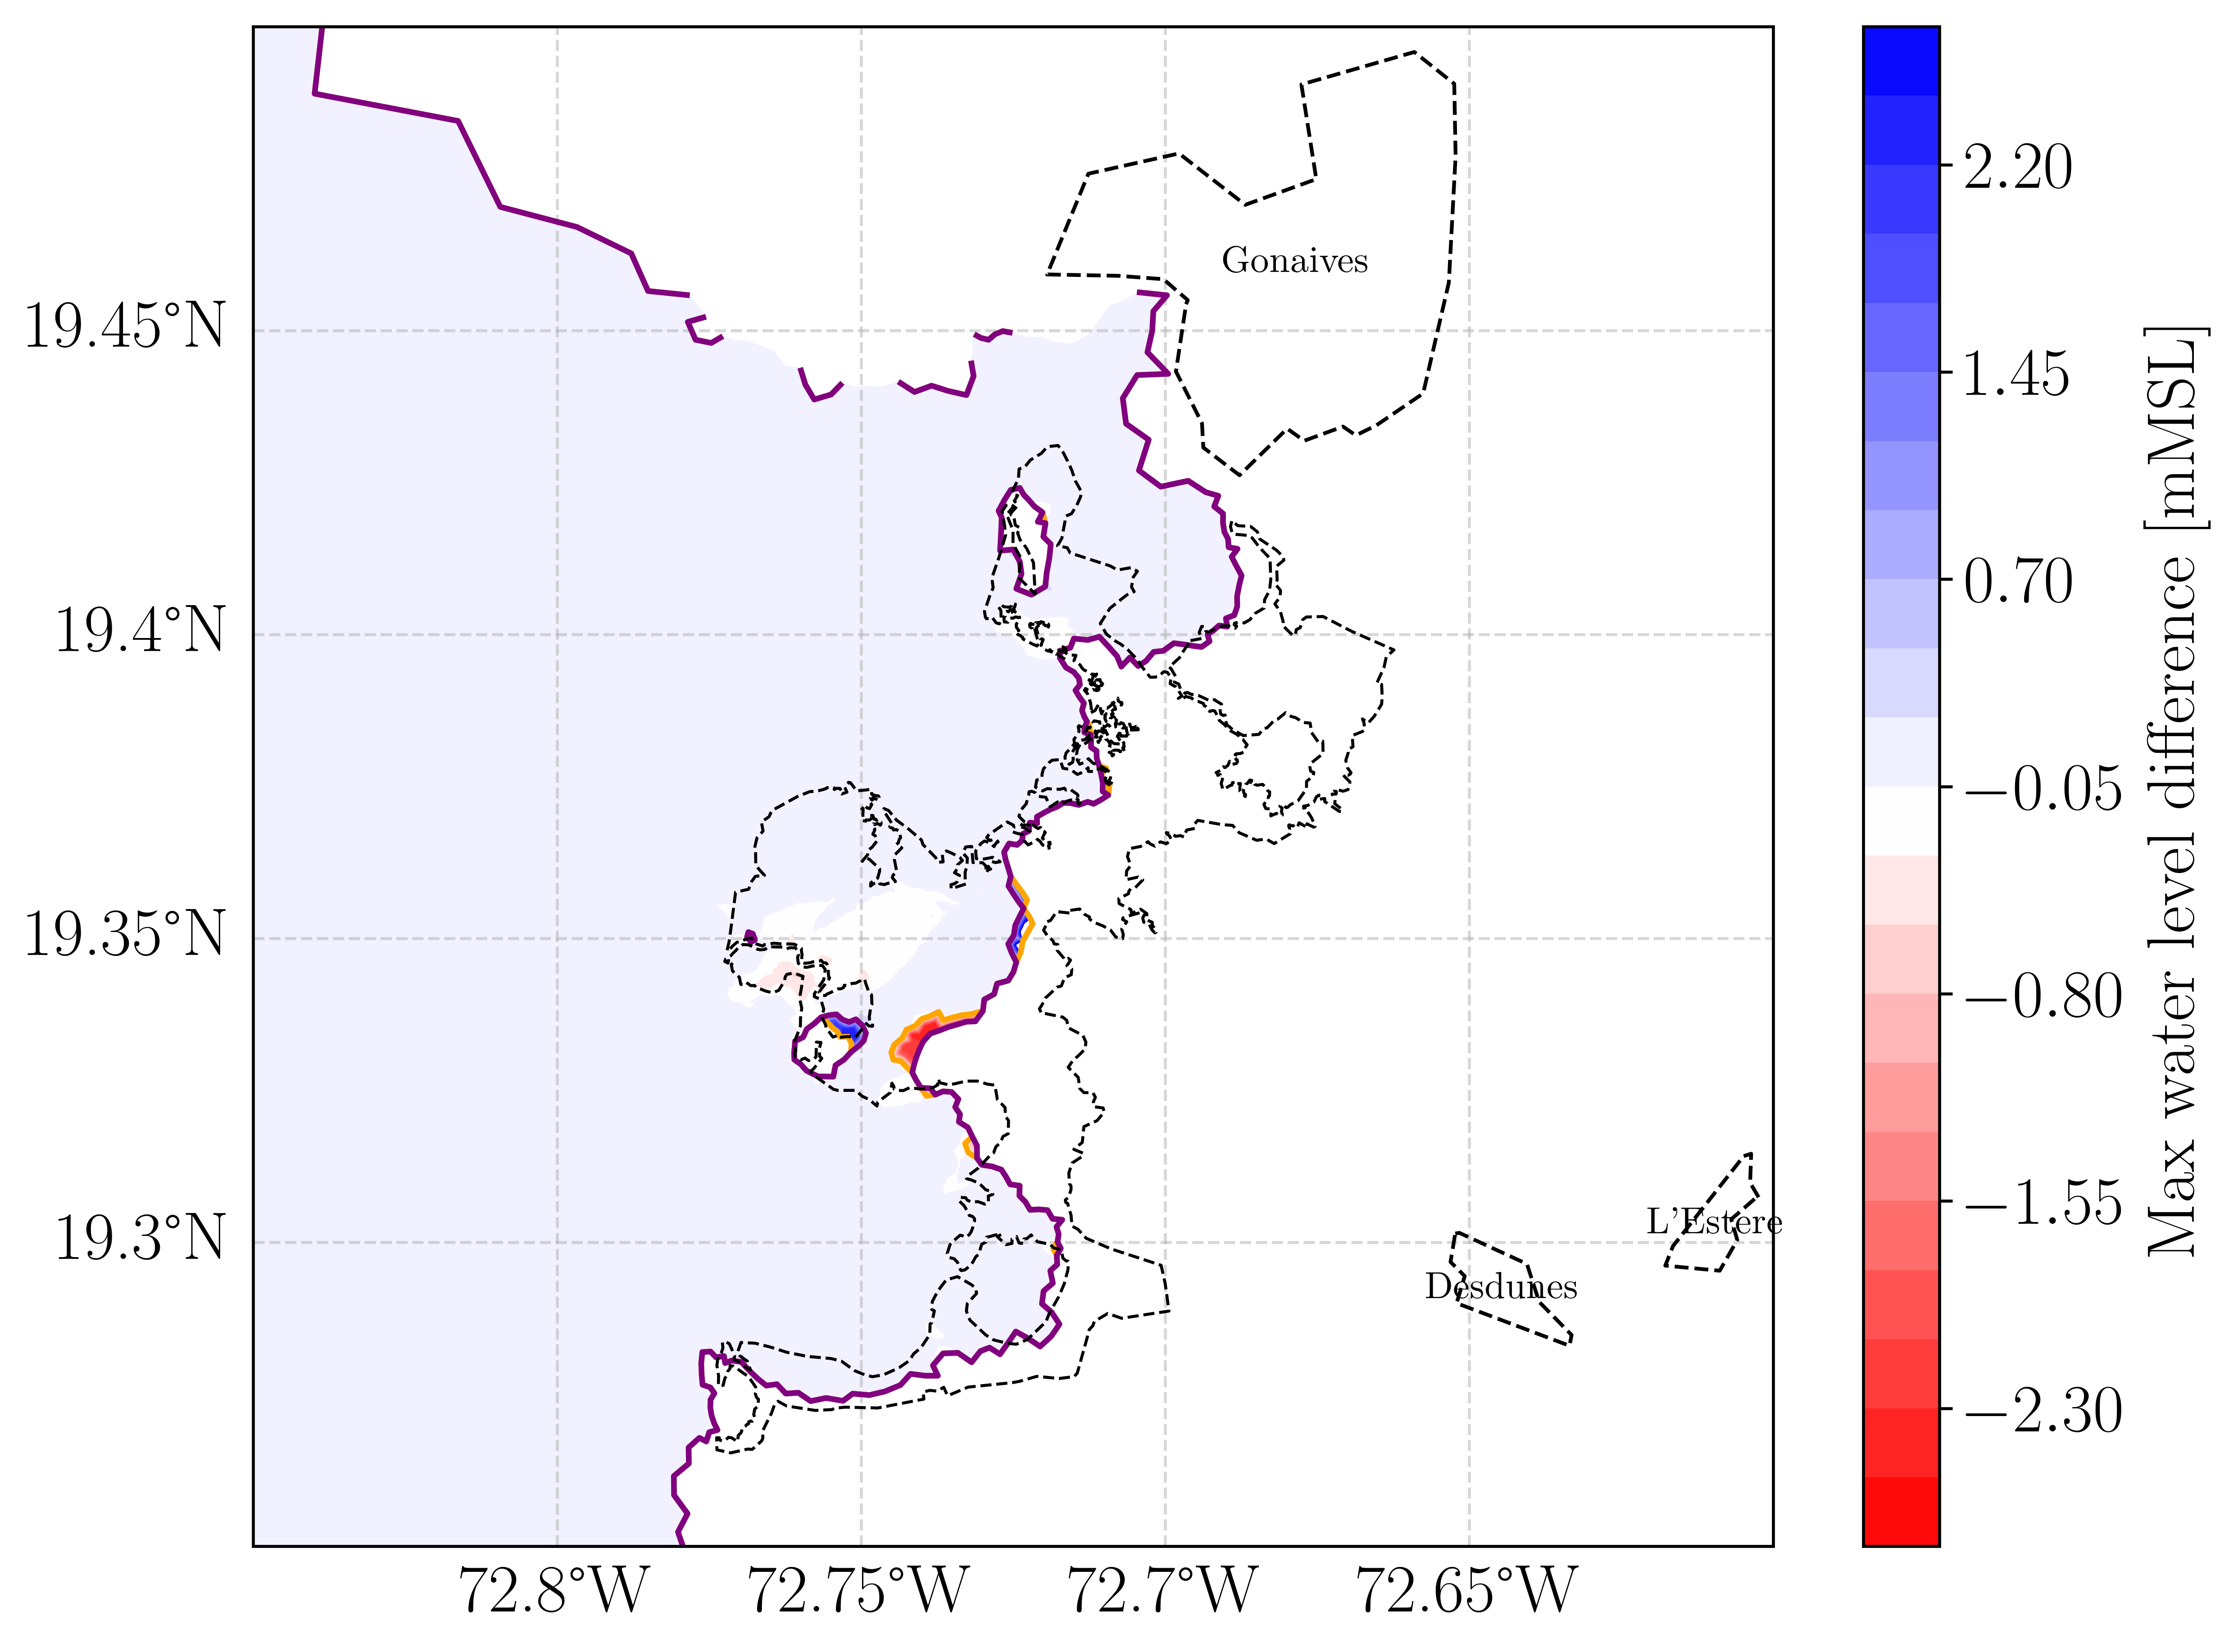 Gonaives
L'Estere
Desdunes
19.45°N
19.4°N
19.35°N
19.3°N
72.8°W
72.75°W
72.7°W
72.65°W
2.20
1.45
0.70
−0.05
−0.80
−1.55
−2.30
Max water level difference [mMSL]